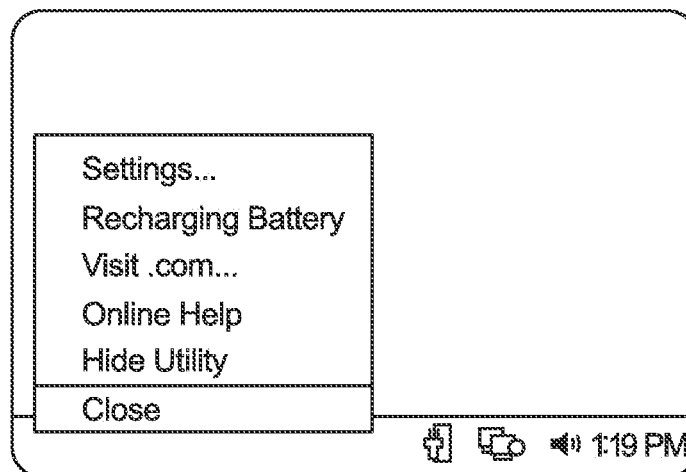 Settings...
Recharging Battery
Visit .com...
Online Help
Hide Utility
Close
1:19 PM